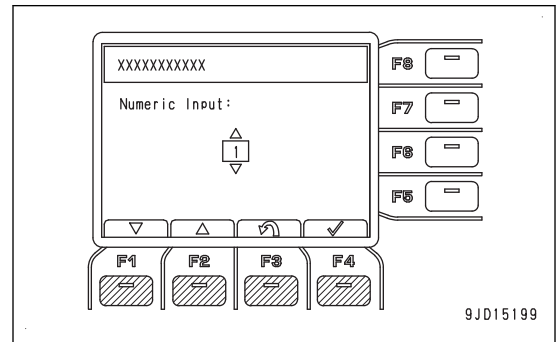 XXXXXXXXXXX
F8
Numeric Input:
F7
1
F6
F5
F1 F2 F3 F4
9JD15199